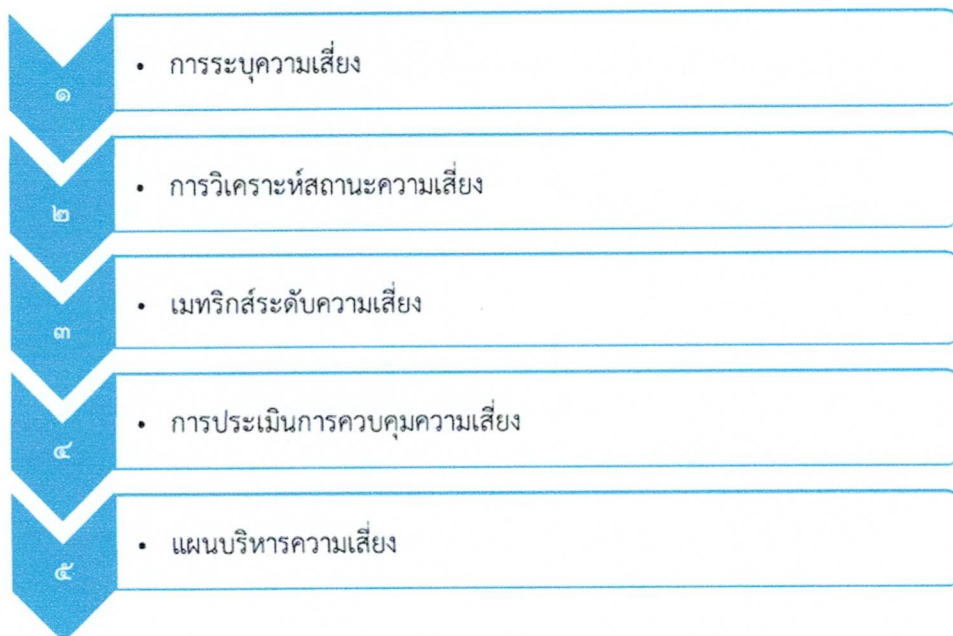 ๑
• การระบุความเสี่ยง
๒
• การวิเคราะห์สถานะความเสี่ยง
๓
• เมทริกส์ระดับความเสี่ยง
๔
• การประเมินการควบคุมความเสี่ยง
๕
• แผนบริหารความเสี่ยง